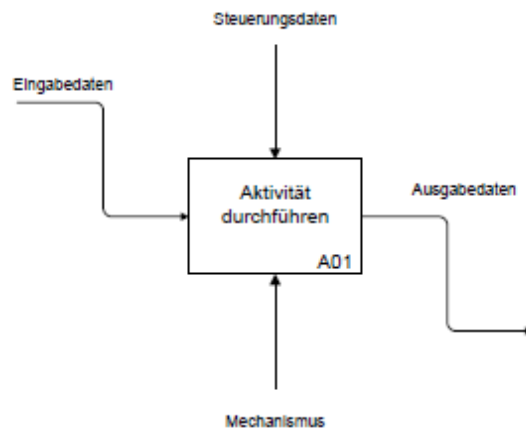 Steuerungsdaten
Eingabedaten
Aktivität
durchführen
A01
Ausgabedaten
Mechanismus